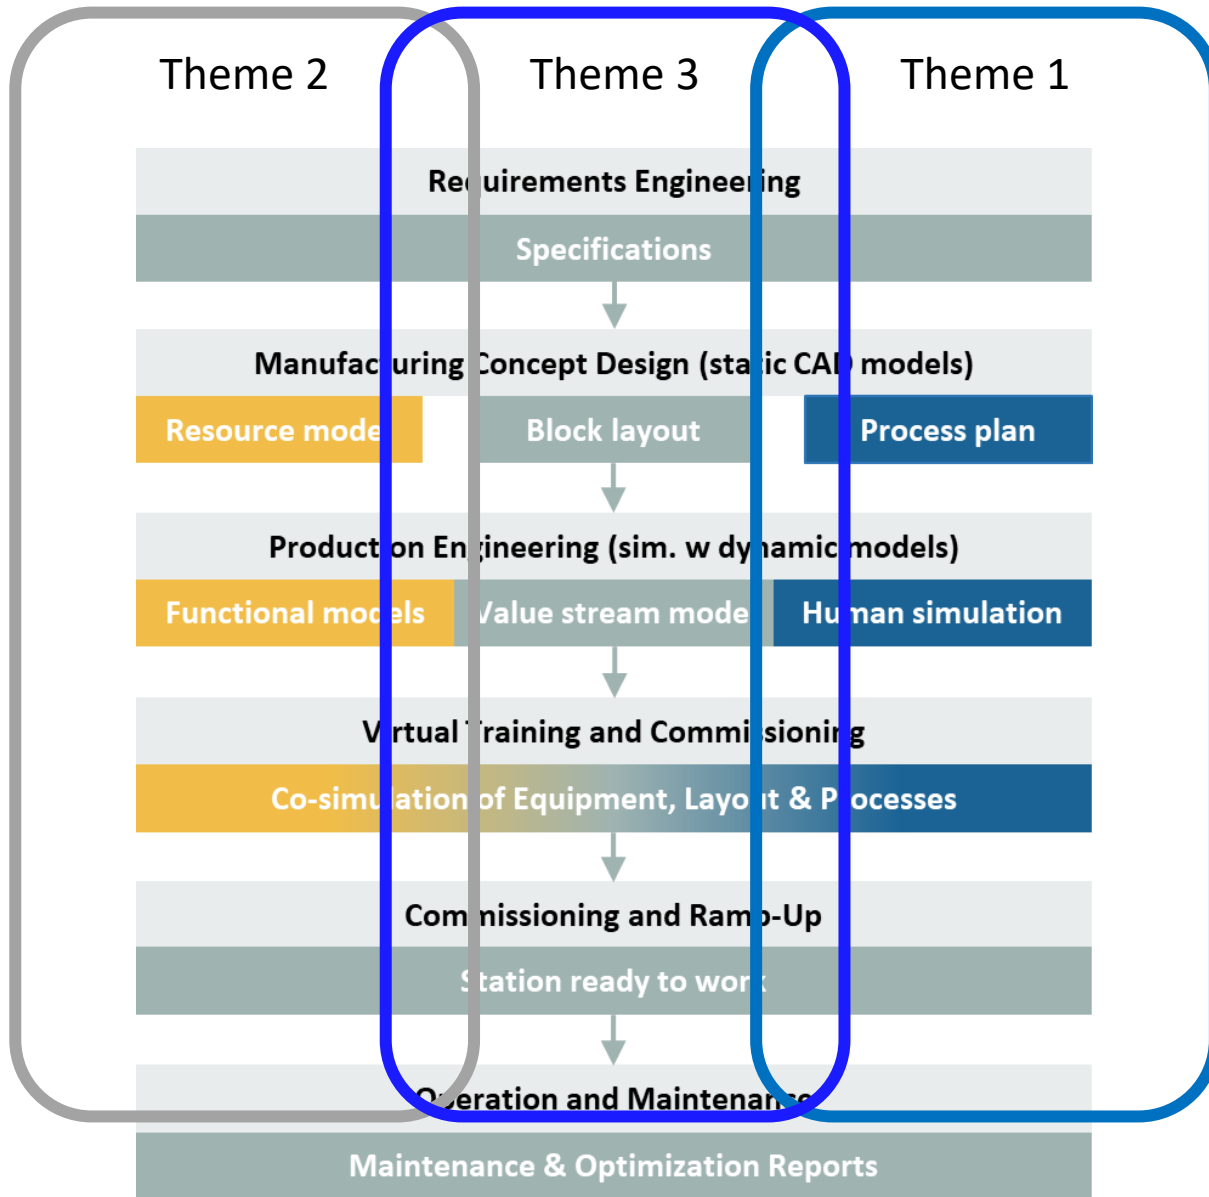 Theme 2 Theme 3 Theme 1
Requirements Engineering
Specifications
Manufacturing Concept Design (static CAD models)
Resource model Block layout Process plan
Production Engineering (sim. w dynamic models)
Functional models Value stream model Human simulation
Virtual Training and Commissioning
Co-simulation of Equipment, Layout & Processes
Commissioning and Ramp-Up
Station ready to work
Operation and Maintenance
Maintenance & Optimization Reports